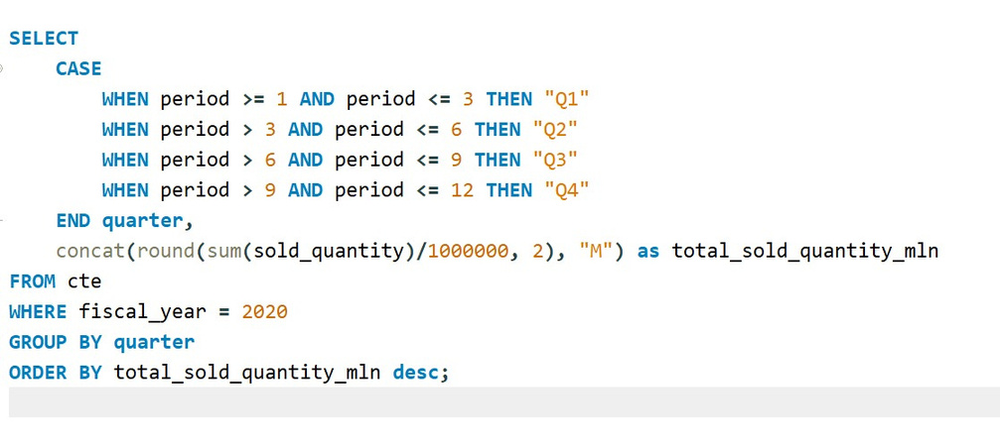 SELECT
CASE
WHEN period >= 1 AND period <= 3 THEN "Q1"
WHEN period > 3 AND period <= 6 THEN "Q2"
WHEN period > 6 AND period <= 9 THEN "Q3"
WHEN period > 9 AND period <= 12 THEN "Q4"
END quarter,
concat(round(sum(sold_quantity)/1000000, 2), "M") as total_sold_quantity_mln
FROM cte
WHERE fiscal_year = 2020
GROUP BY quarter
ORDER BY total_sold_quantity_mln desc;